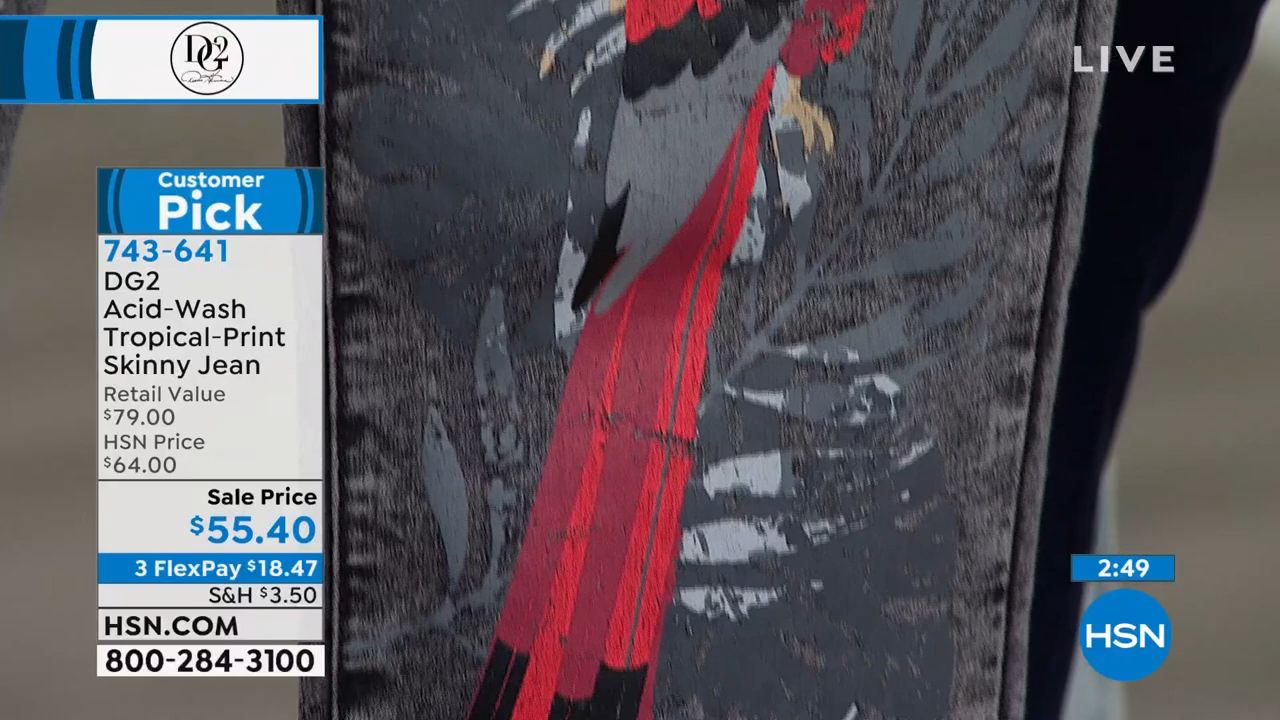 DG2
LIVE
Customer
Pick
743-641
DG2
Acid-Wash
Tropical-Print
Skinny Jean
Retail Value
$79.00
HSN Price
$64.00
Sale Price
$55.40
3 FlexPay $18.47
S&H $3.50
HSN.COM
800-284-3100
2:49
HSN